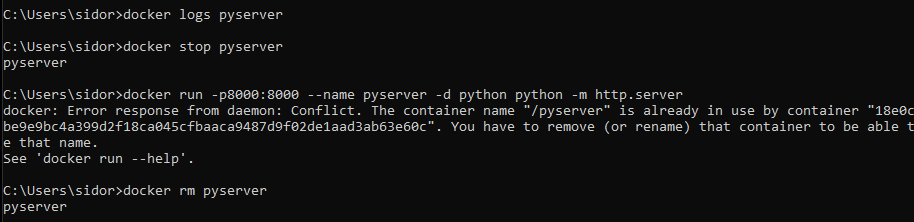 C:\Users\sidor>docker logs pyserver
C:\Users\sidor>docker stop pyserver
pyserver
C:\Users\sidor>docker run -p8000:8000 --name pyserver -d python python -m http.server
docker: Error response from daemon: Conflict. The container name "/pyserver" is already in use by container "18e0c
be9e9bc4a399d2f18ca045cfbaaca9487d9f02de1aad3ab63e60c". You have to remove (or rename) that container to be able t
e that name.
See 'docker run --help'.
C:\Users\sidor>docker rm pyserver
pyserver